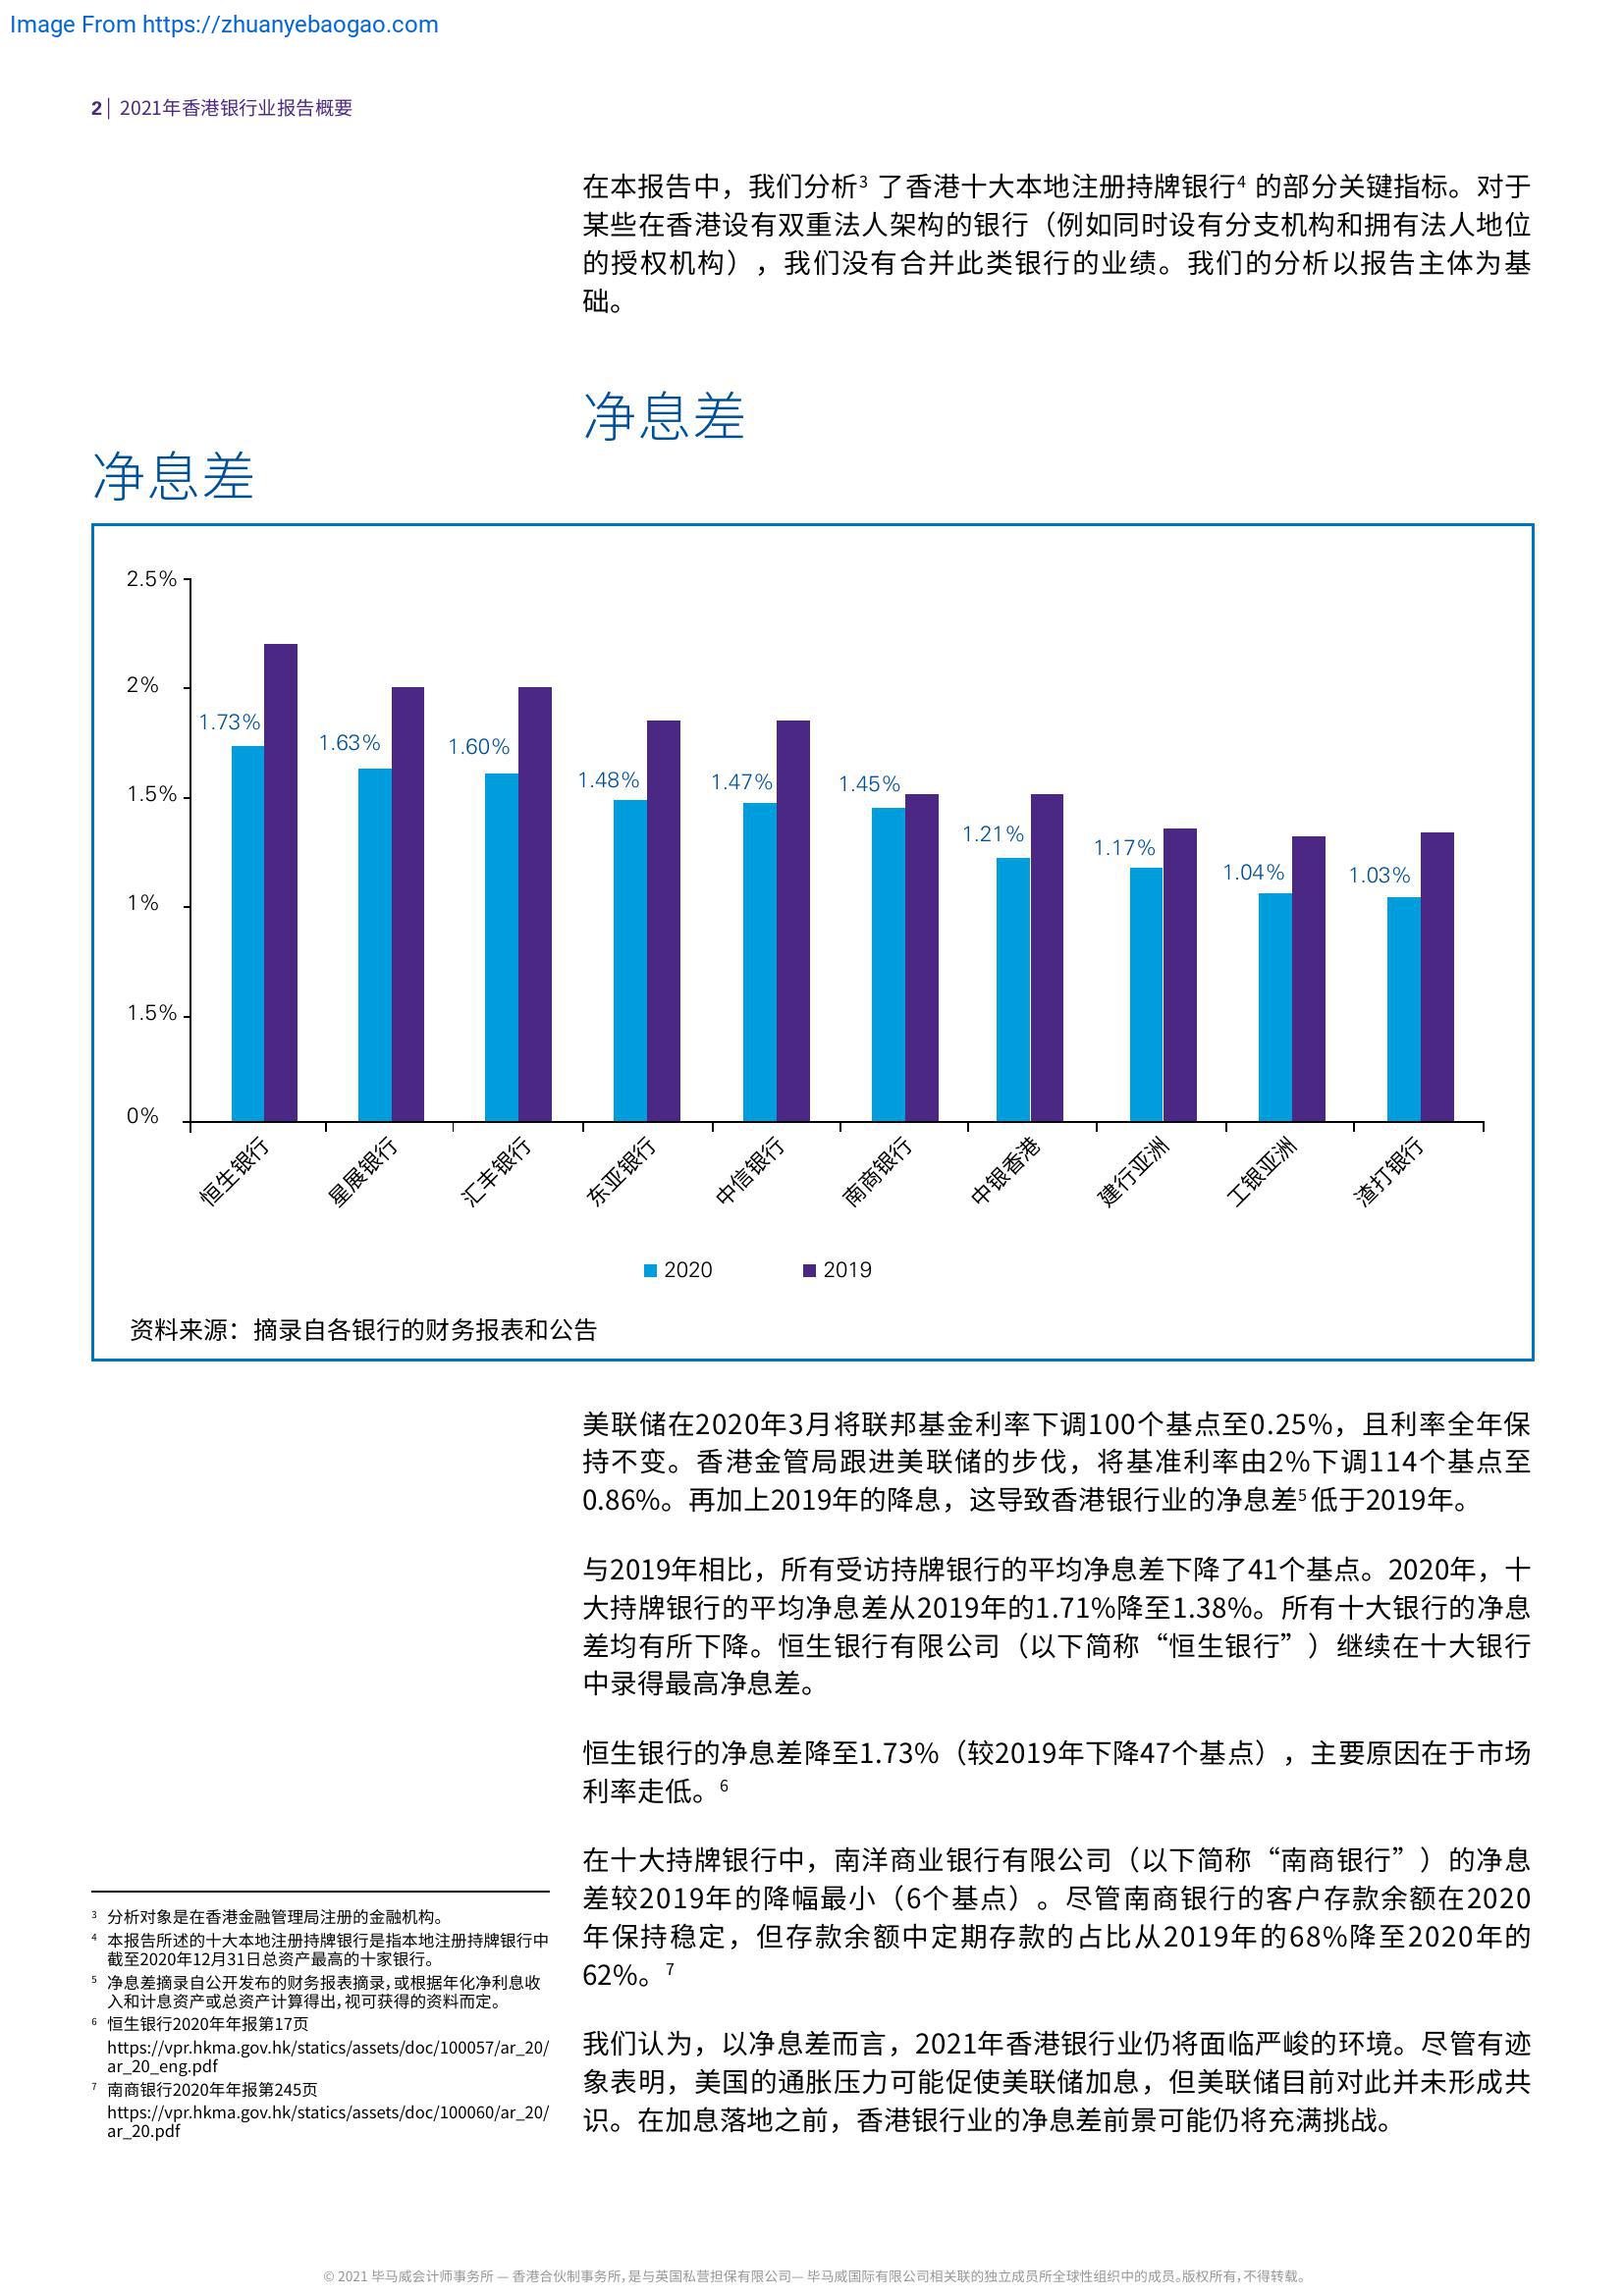 Image From https://zhuanyebaogao.com
2 | 2021年香港银行业报告概要
在本报告中，我们分析³ 了香港十大本地注册持牌银行⁴ 的部分关键指标。对于
某些在香港设有双重法人架构的银行（例如同时设有分支机构和拥有法人地位
的授权机构），我们没有合并此类银行的业绩。我们的分析以报告主体为基
础。
净息差
净息差
2.5%
2%
1.5%
1%
1.5%
0%
1.73%
1.63%
1.60%
1.48%
1.47%
1.45%
1.21%
1.17%
1.04%
1.03%
恒生银行
星展银行
汇丰银行
东亚银行
中信银行
南商银行
中银香港
建行亚洲
工银亚洲
渣打银行
2020
2019
资料来源：摘录自各银行的财务报表和公告
美联储在2020年3月将联邦基金利率下调100个基点至0.25%，且利率全年保
持不变。香港金管局跟进美联储的步伐，将基准利率由2%下调114个基点至
0.86%。再加上2019年的降息，这导致香港银行业的净息差⁵ 低于2019年。
与2019年相比，所有受访持牌银行的平均净息差下降了41个基点。2020年，十
大持牌银行的平均净息差从2019年的1.71%降至1.38%。所有十大银行的净息
差均有所下降。恒生银行有限公司（以下简称“恒生银行”）继续在十大银行
中录得最高净息差。
恒生银行的净息差降至1.73%（较2019年下降47个基点），主要原因在于市场
利率走低。⁶
在十大持牌银行中，南洋商业银行有限公司（以下简称“南商银行”）的净息
差较2019年的降幅最小（6个基点）。尽管南商银行的客户存款余额在2020
年保持稳定，但存款余额中定期存款的占比从2019年的68%降至2020年的
62%。⁷
我们认为，以净息差而言，2021年香港银行业仍将面临严峻的环境。尽管有迹
象表明，美国的通胀压力可能促使美联储加息，但美联储目前对此并未形成共
识。在加息落地之前，香港银行业的净息差前景可能仍将充满挑战。
³ 分析对象是在香港金融管理局注册的金融机构。
⁴ 本报告所述的十大本地注册持牌银行是指本地注册持牌银行中
截至2020年12月31日总资产最高的十家银行。
⁵ 净息差摘录自公开发布的财务报表摘录，或根据年化净利息收
入和计息资产或总资产计算得出，视可获得的资料而定。
⁶ 恒生银行2020年年报第17页
https://vpr.hkma.gov.hk/statics/assets/doc/100057/ar_20/
ar_20_eng.pdf
⁷ 南商银行2020年年报第245页
https://vpr.hkma.gov.hk/statics/assets/doc/100060/ar_20/
ar_20.pdf
© 2021 毕马威会计师事务所 — 香港合伙制事务所，是与英国私营担保有限公司— 毕马威国际有限公司相关联的独立成员所全球性组织中的成员。版权所有，不得转载。